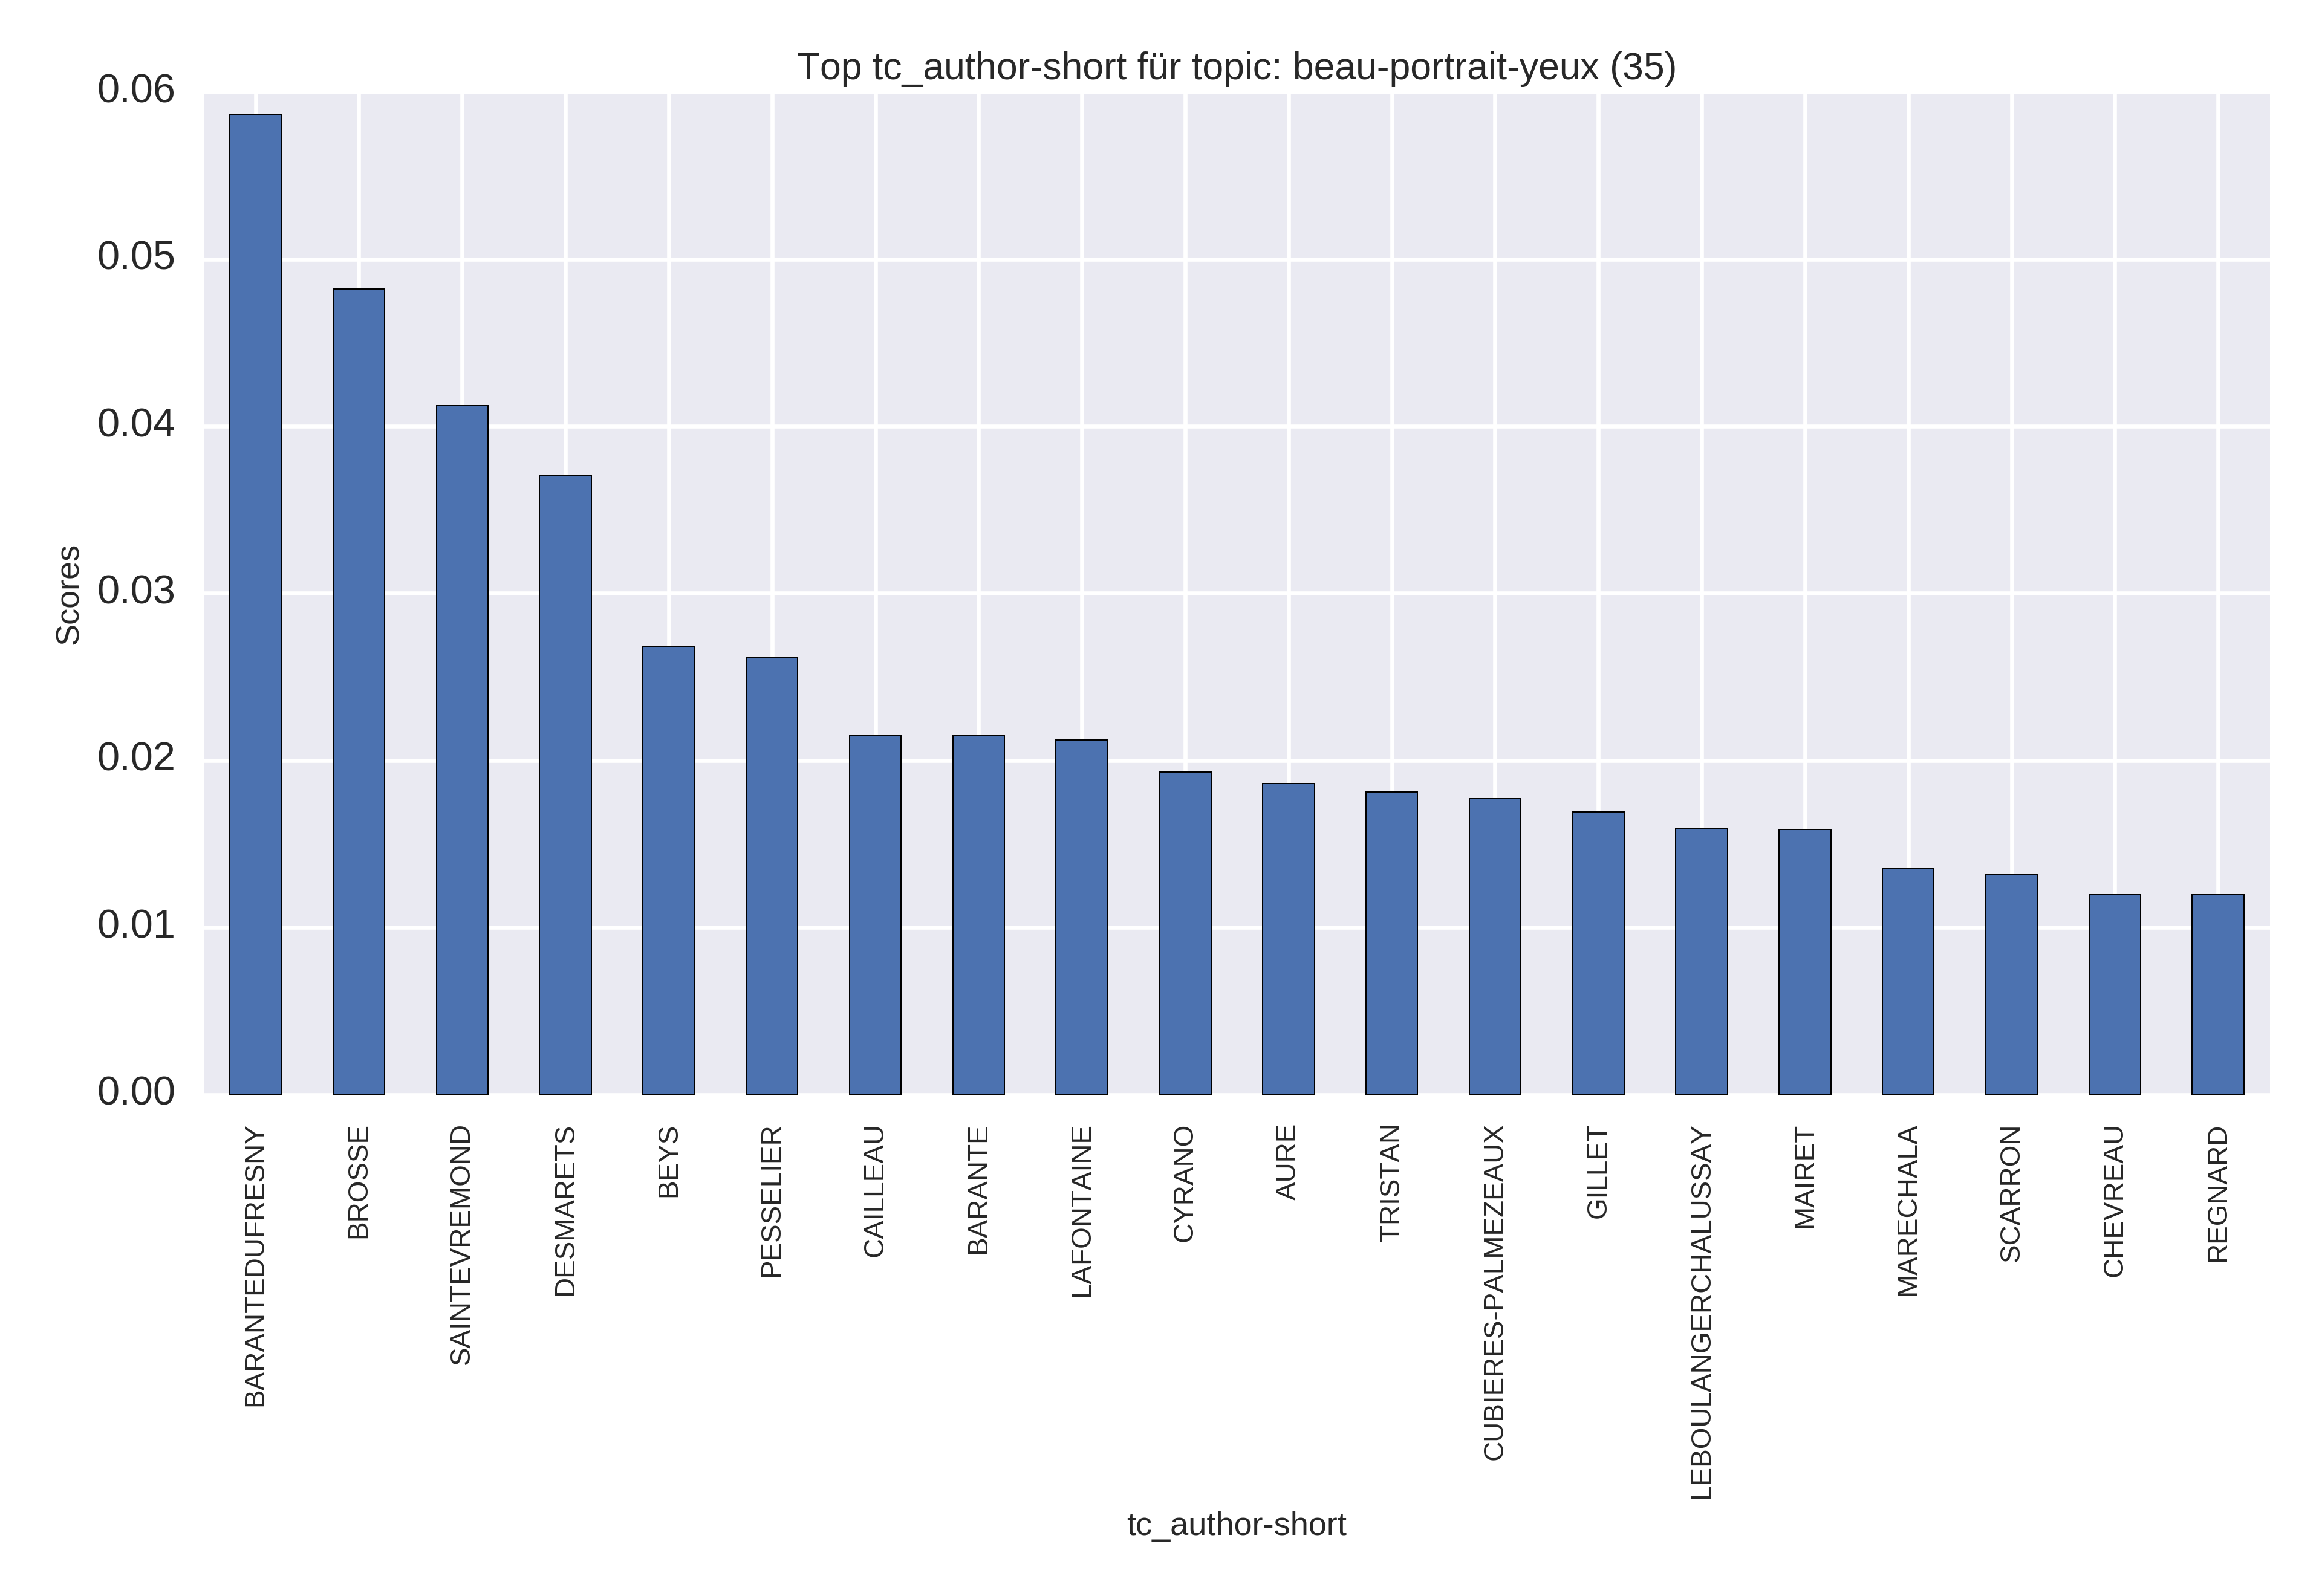 Top tc_author-short für topic: beau-portrait-yeux (35)
0.06
0.05
0.04
0.03
0.02
0.01
0.00
Scores
BARANTEDUFRESNY
BROSSE
SAINTEVREMOND
DESMARETS
BEYS
PESSELIER
CAILLEAU
BARANTE
LAFONTAINE
CYRANO
AURE
TRISTAN
CUBIERES-PALMEZEAUX
GILLET
LEBOULANGERCHALUSSAY
MAIRET
MARECHALA
SCARRON
CHEVREAU
REGNARD
tc_author-short